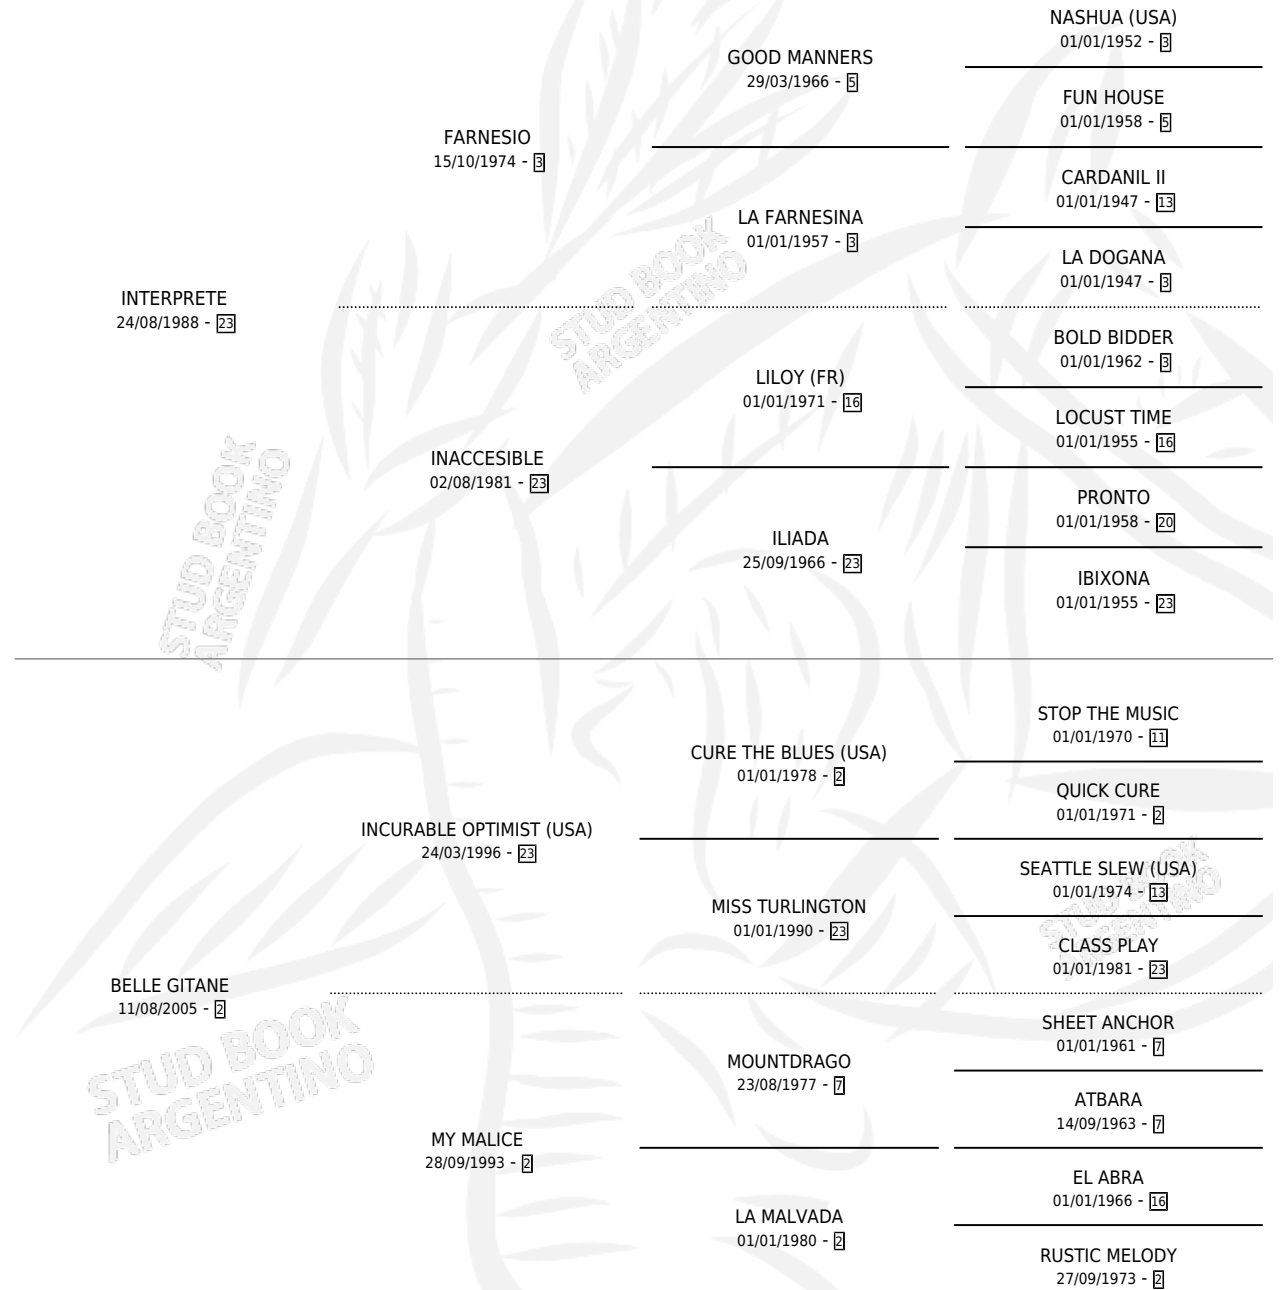 NASHUA (USA)
01/01/1952 - 3
GOOD MANNERS
29/03/1966 - 5
FUN HOUSE
01/01/1958 - 5
FARNESIO
15/10/1974 - 3
CARDANIL II
01/01/1947 - 13
LA FARNESINA
01/01/1957 - 3
LA DOGANA
01/01/1947 - 3
INTERPRETE
24/08/1988 - 23
BOLD BIDDER
01/01/1962 - 3
LILOY (FR)
01/01/1971 - 16
LOCUST TIME
01/01/1955 - 16
INACCESIBLE
02/08/1981 - 23
PRONTO
01/01/1958 - 20
ILIADA
25/09/1966 - 23
IBIXONA
01/01/1955 - 23
STUD BOOK
ARGENTINO
STUD BOOK
ARGENTINO
STOP THE MUSIC
01/01/1970 - 11
CURE THE BLUES (USA)
01/01/1978 - 2
QUICK CURE
01/01/1971 - 2
INCURABLE OPTIMIST (USA)
24/03/1996 - 23
SEATTLE SLEW (USA)
01/01/1974 - 13
MISS TURLINGTON
01/01/1990 - 23
CLASS PLAY
01/01/1981 - 23
BELLE GITANE
11/08/2005 - 2
SHEET ANCHOR
01/01/1961 - 7
MOUNTDRAGO
23/08/1977 - 7
ATBARA
14/09/1963 - 7
MY MALICE
28/09/1993 - 2
EL ABRA
01/01/1966 - 16
LA MALVADA
01/01/1980 - 2
RUSTIC MELODY
27/09/1973 - 2
STUD BOOK
ARGENTINO
STUD BOOK
ARGENTINO